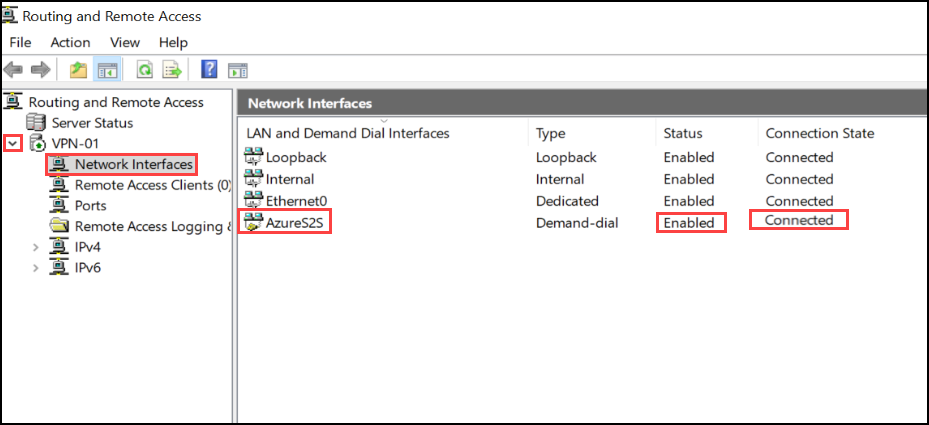 Routing and Remote Access
File Action View Help
Routing and Remote Access
Server Status
VPN-01
Network Interfaces
Remote Access Clients (0)
Ports
Remote Access Logging &
IPv4
IPv6
Network Interfaces
LAN and Demand Dial Interfaces Type Status Connection State
Loopback Loopback Enabled Connected
Internal Internal Enabled Connected
Ethernet0 Dedicated Enabled Connected
AzureS2S Demand-dial Enabled Connected